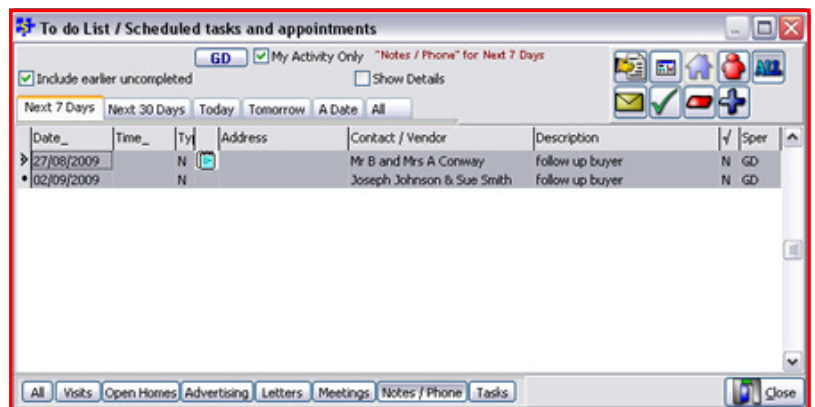 To do List / Scheduled tasks and appointments
GD My Activity Only "Notes / Phone" for Next 7 Days
Include earlier uncompleted Show Details
ALL
Next 7 Days Next 30 Days Today Tomorrow A Date All
Date_ Time_ Ty Address Contact / Vendor Description √ Sper
27/08/2009 N Mr B and Mrs A Conway follow up buyer N GD
02/09/2009 N Joseph Johnson & Sue Smith follow up buyer N GD
All Visits Open Homes Advertising Letters Meetings Notes / Phone Tasks Close